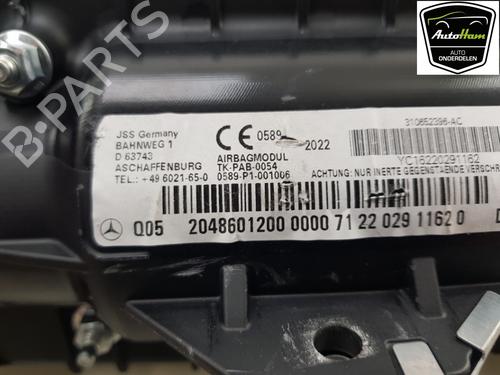 AutoHam
AUTO
ONDERDELEN
B-Parts
JSS Germany
BAHNWEG 1
D 63743
ASCHAFFENBURG
TEL.: +49 6021-65-0
CE 0589
2022
AIRBAGMODUL
TK-PAB-0054
0589-P1-001006
310652396-AC
YC16220291162
ACHTUNG: NUR INERTE GEGENSTAENDE VERSCHR
Q05 2048601200 0000 71 22 029 1162 0